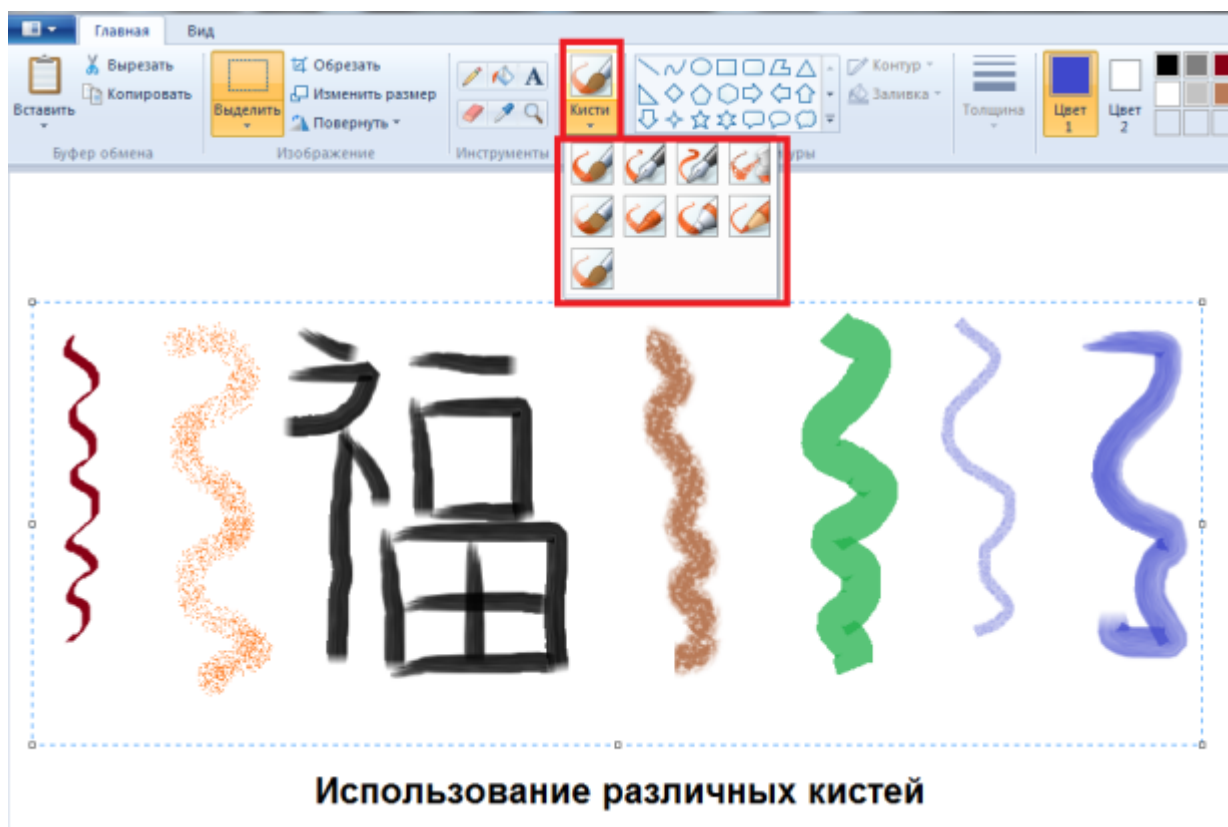 Главная Вид
Вставить
Вырезать
Копировать
Буфер обмена
Выделить
Обрезать
Изменить размер
Повернуть
Изображение
A
Инструменты
Кисти
Контур
Заливка
уры
Толщина
Цвет 1
Цвет 2
福
Использование различных кистей